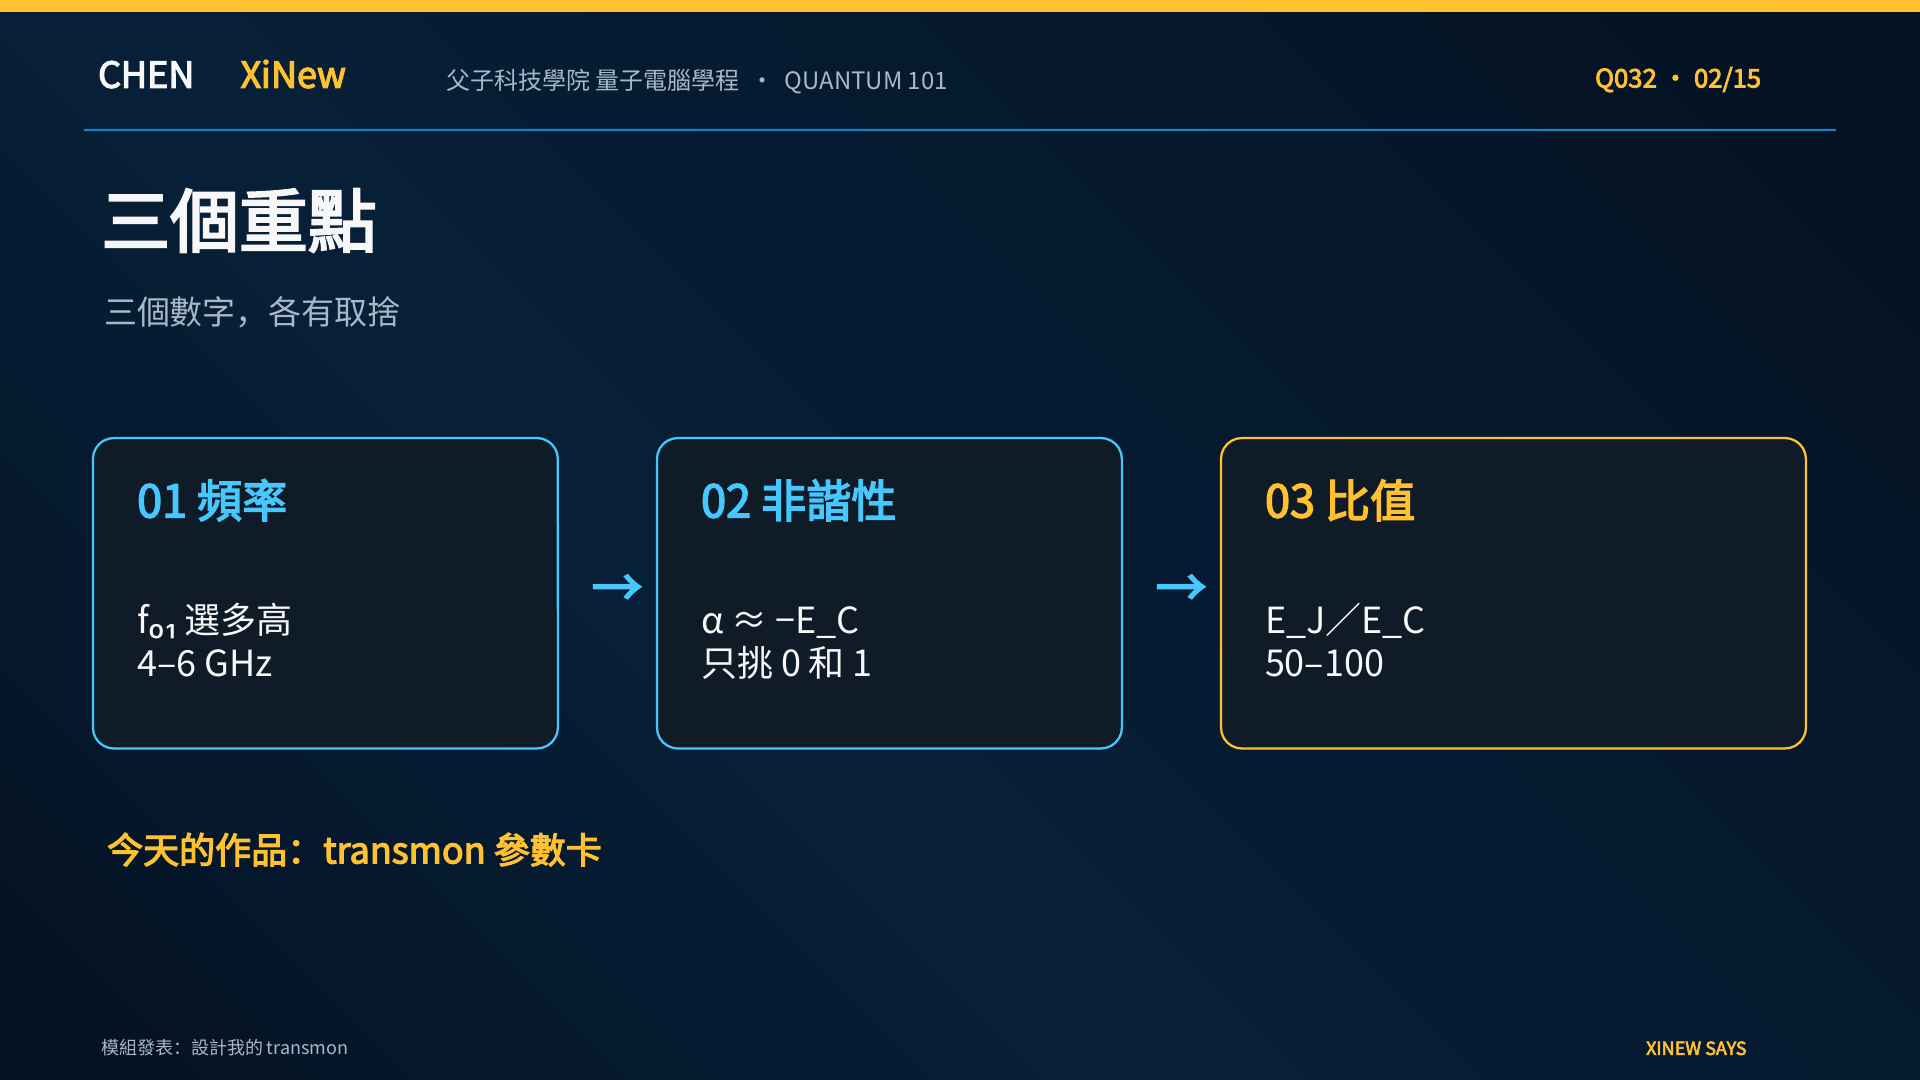 CHEN XiNew 父子科技學院 量子電腦學程 · QUANTUM 101 Q032 · 02/15
三個重點
三個數字，各有取捨
01 頻率
f₀₁ 選多高
4–6 GHz
→
02 非諧性
α ≈ −E_C
只挑 0 和 1
→
03 比值
E_J／E_C
50–100
今天的作品：transmon 參數卡
模組發表：設計我的 transmon
XINEW SAYS